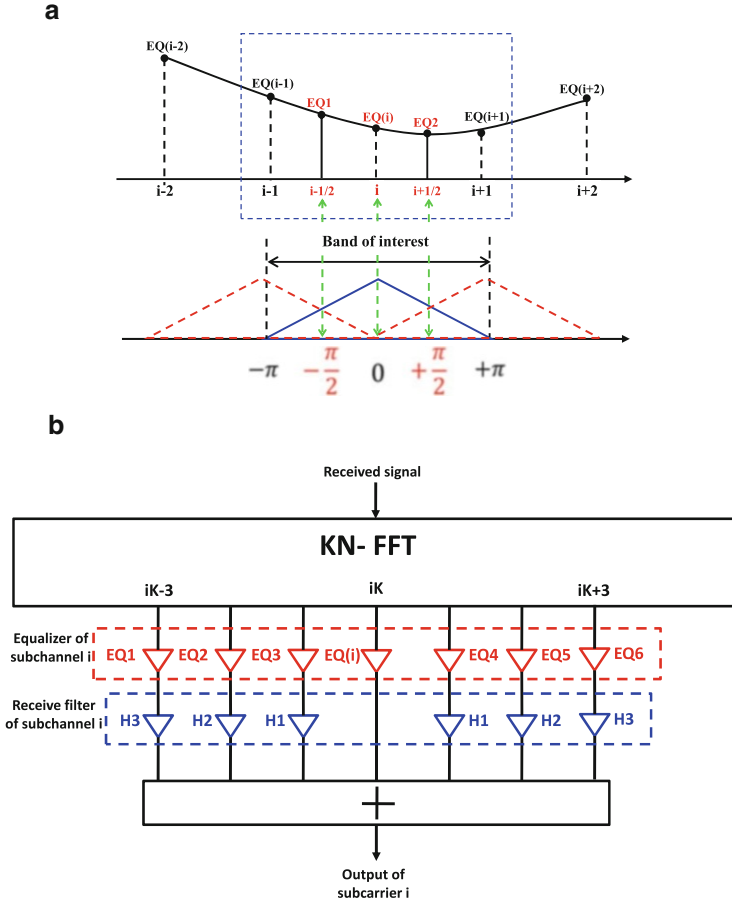 a
EQ(i-2)
EQ(i-1)
EQ1
EQ(i)
EQ2
EQ(i+1)
EQ(i+2)
i-2 i-1 i-1/2 i i+1/2 i+1 i+2
Band of interest
−π −π/2 0 +π/2 +π
b
Received signal
KN- FFT
iK-3 iK iK+3
Equalizer of
subchannel i
EQ1 EQ2 EQ3 EQ(i) EQ4 EQ5 EQ6
Receive filter
of subchannel i
H3 H2 H1 H1 H2 H3
+
Output of
subcarrier i